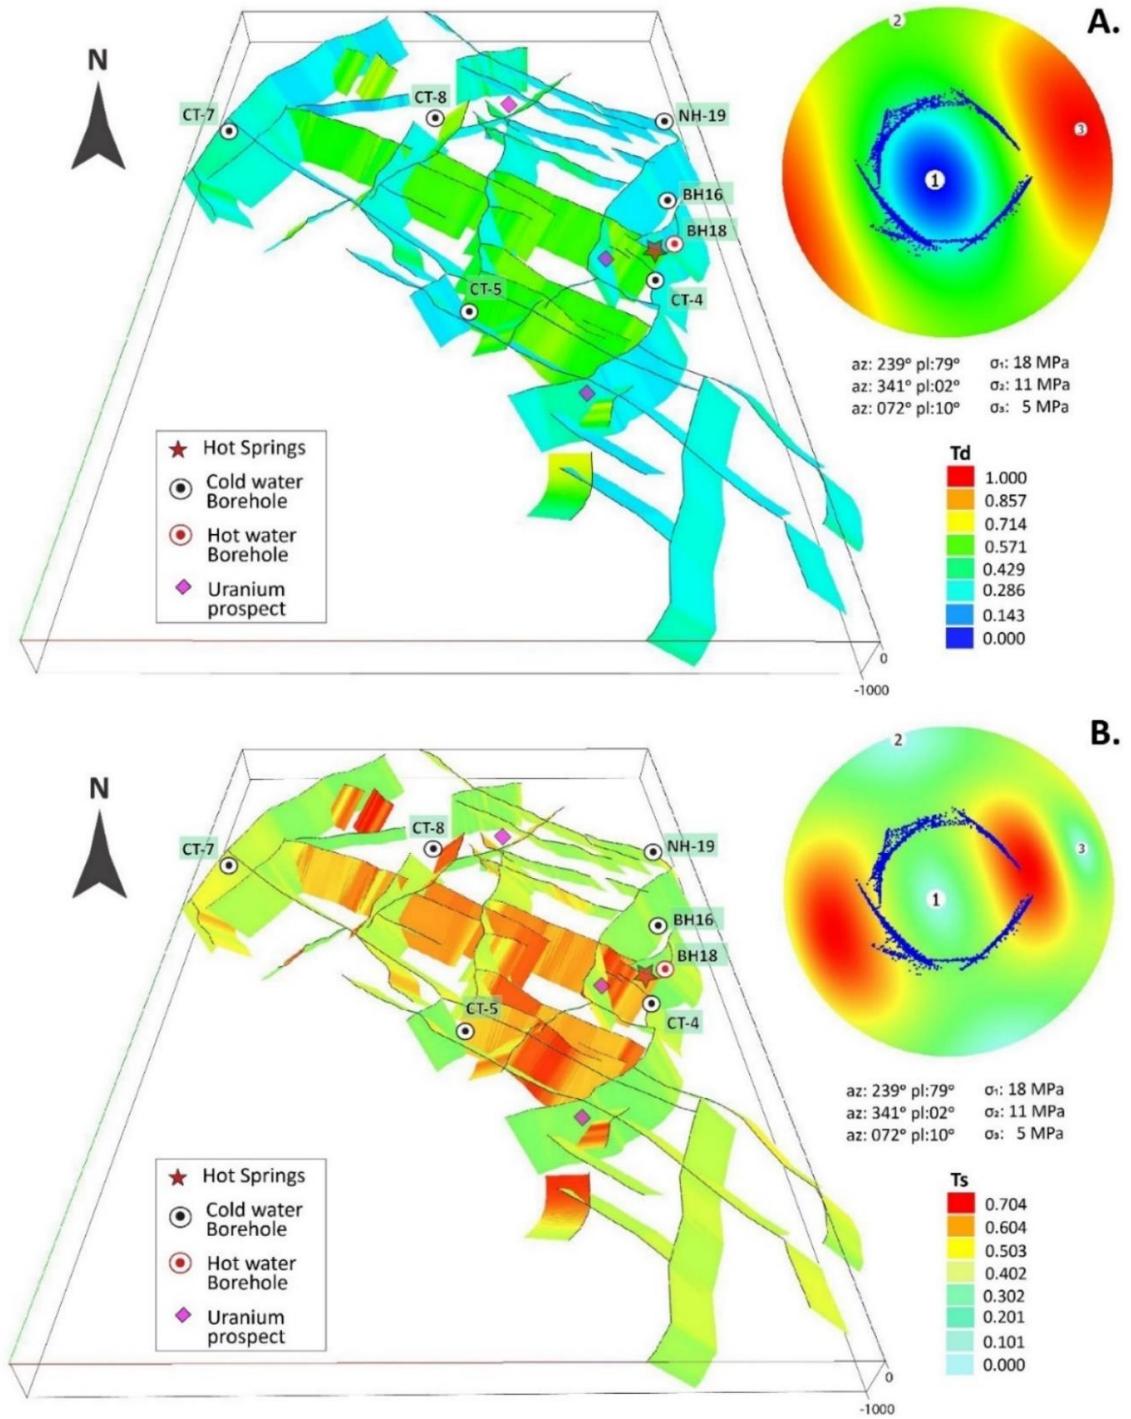 A.
N
2
CT-7
CT-8
NH-19
3
1
BH16
BH18
CT-5
CT-4
az: 239° pl:79° σ₁: 18 MPa
az: 341° pl:02° σ₂: 11 MPa
az: 072° pl:10° σ₃: 5 MPa
Hot Springs
Cold water
Borehole
Hot water
Borehole
Uranium
prospect
Td
1.000
0.857
0.714
0.571
0.429
0.286
0.143
0.000
0
-1000
B.
N
2
CT-7
CT-8
NH-19
3
1
BH16
BH18
CT-5
CT-4
az: 239° pl:79° σ₁: 18 MPa
az: 341° pl:02° σ₂: 11 MPa
az: 072° pl:10° σ₃: 5 MPa
Hot Springs
Cold water
Borehole
Hot water
Borehole
Uranium
prospect
Ts
0.704
0.604
0.503
0.402
0.302
0.201
0.101
0.000
0
-1000